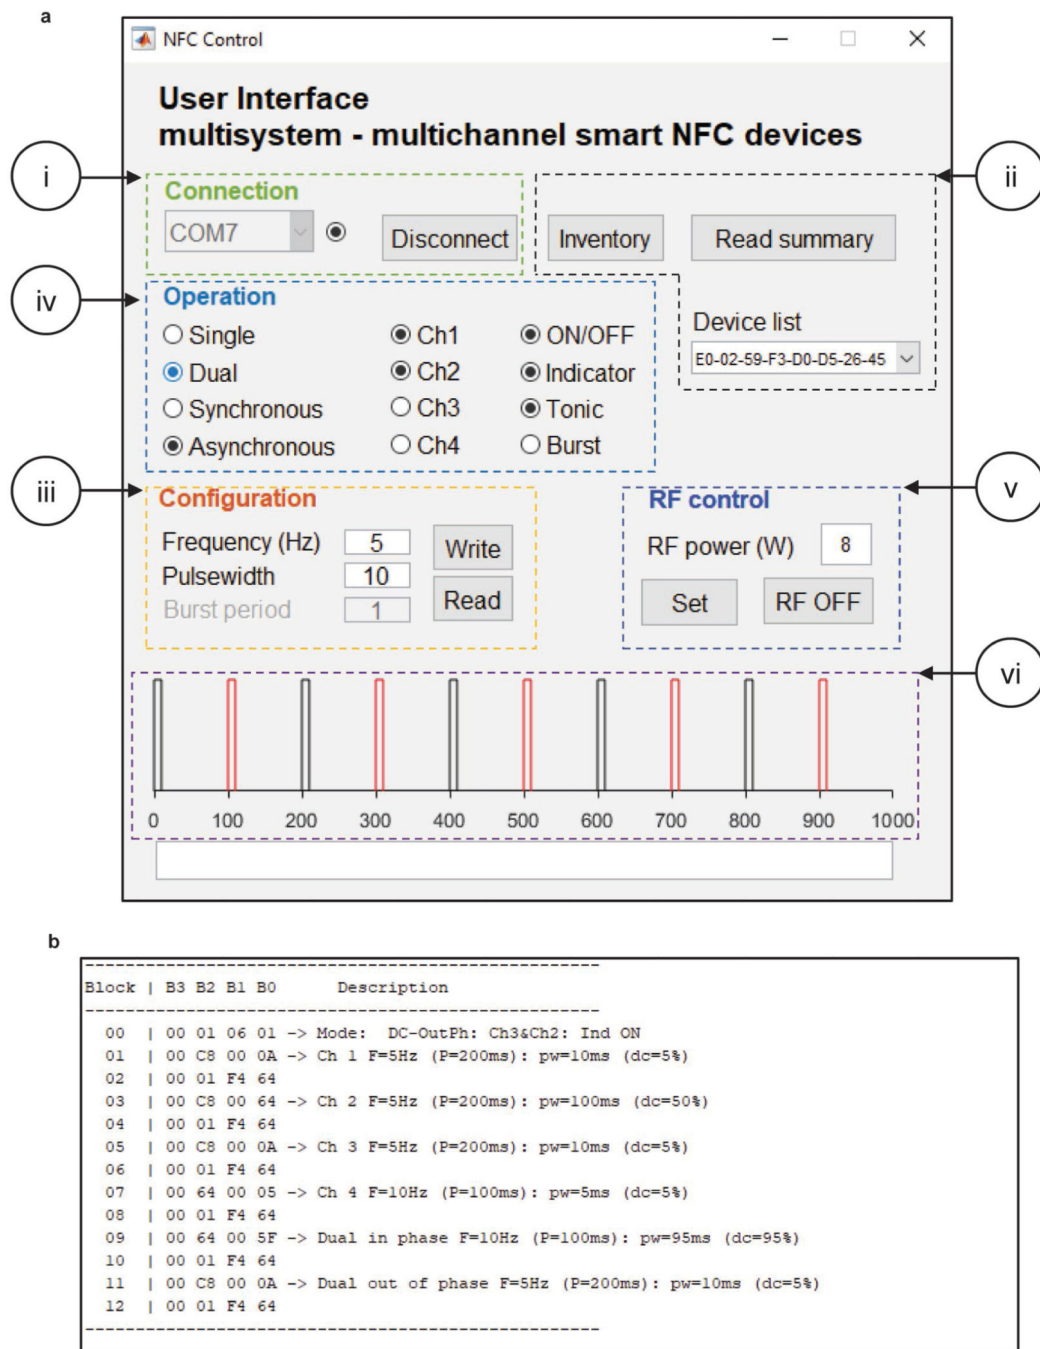 a
NFC Control
User Interface
multisystem - multichannel smart NFC devices
i
ii
Connection
COM7
Disconnect
Inventory
Read summary
iv
Operation
Single
Ch1
ON/OFF
Device list
Dual
Ch2
Indicator
E0-02-59-F3-D0-D5-26-45
Synchronous
Ch3
Tonic
Asynchronous
Ch4
Burst
iii
v
Configuration
RF control
Frequency (Hz) 5
Write
RF power (W) 8
Pulsewidth 10
Read
Set
RF OFF
Burst period 1
vi
0 100 200 300 400 500 600 700 800 900 1000
b
-----------------------------------------------------
Block | B3 B2 B1 B0 Description
-----------------------------------------------------
00 | 00 01 06 01 -> Mode: DC-OutPh: Ch3&Ch2: Ind ON
01 | 00 C8 00 0A -> Ch 1 F=5Hz (P=200ms): pw=10ms (dc=5%)
02 | 00 01 F4 64
03 | 00 C8 00 64 -> Ch 2 F=5Hz (P=200ms): pw=100ms (dc=50%)
04 | 00 01 F4 64
05 | 00 C8 00 0A -> Ch 3 F=5Hz (P=200ms): pw=10ms (dc=5%)
06 | 00 01 F4 64
07 | 00 64 00 05 -> Ch 4 F=10Hz (P=100ms): pw=5ms (dc=5%)
08 | 00 01 F4 64
09 | 00 64 00 5F -> Dual in phase F=10Hz (P=100ms): pw=95ms (dc=95%)
10 | 00 01 F4 64
11 | 00 C8 00 0A -> Dual out of phase F=5Hz (P=200ms): pw=10ms (dc=5%)
12 | 00 01 F4 64
-----------------------------------------------------